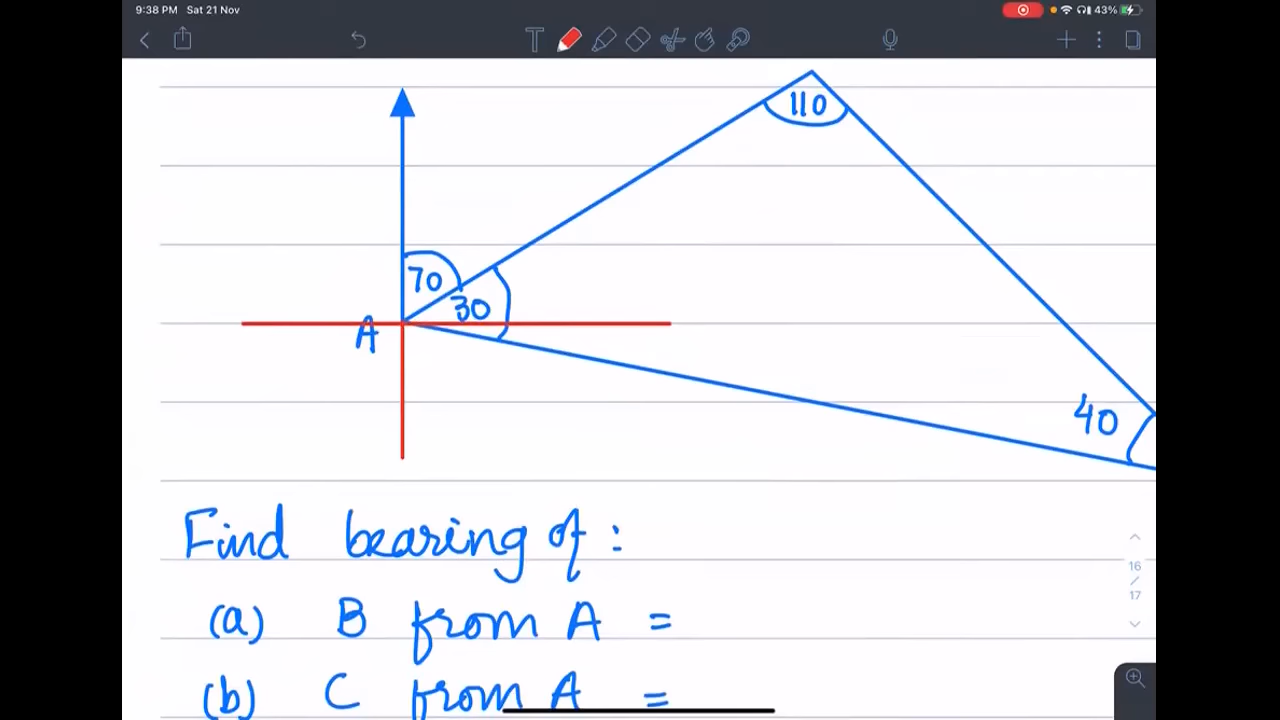 9:38 PM Sat 21 Nov
43%
110
70
30
A
40
Find bearing of :
16
/
17
(a) B from A =
(b) C from A =